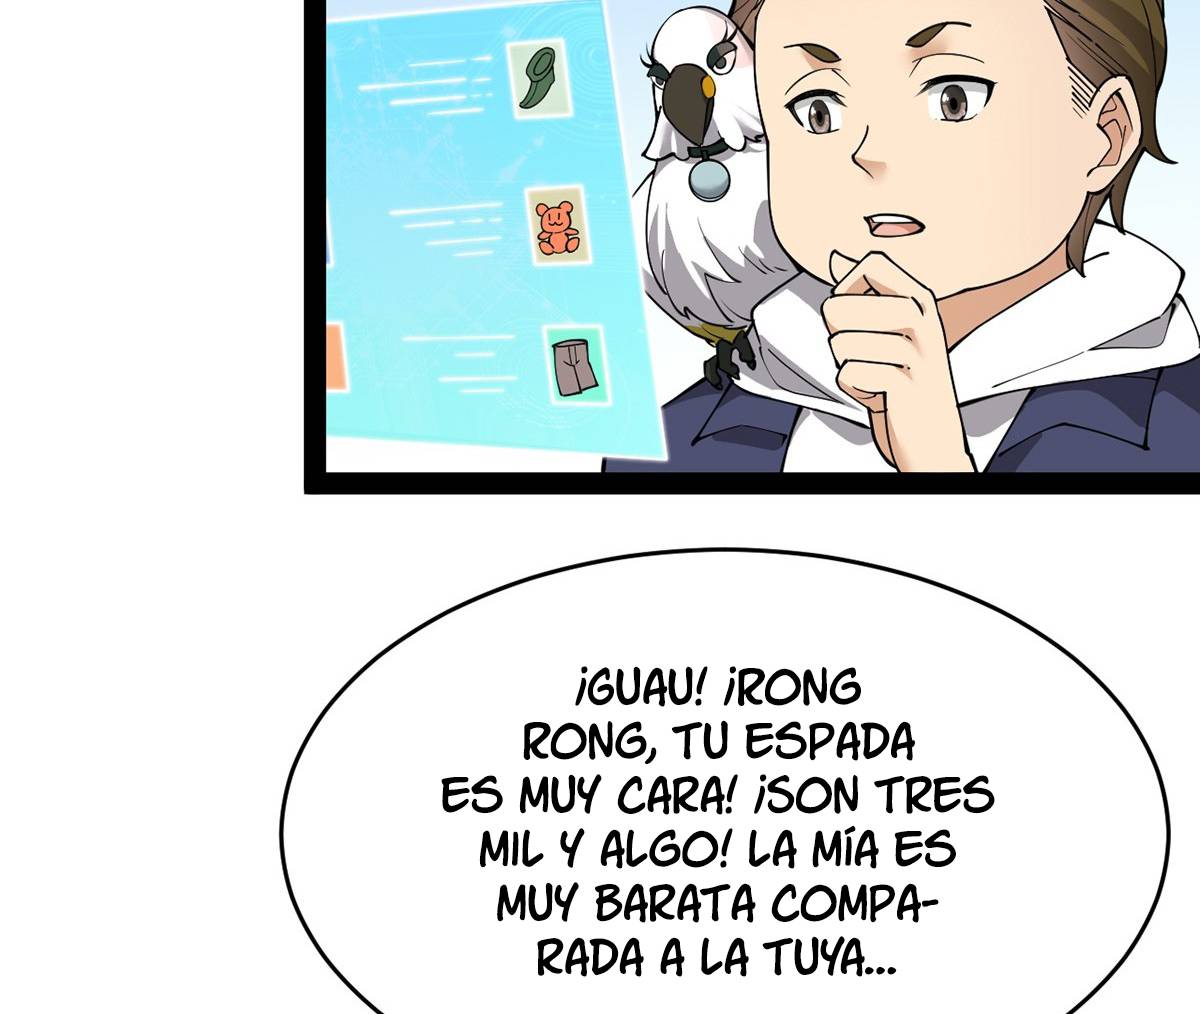 ¡GUAU! ¡RONG
RONG, TU ESPADA
ES MUY CARA! ¡SON TRES
MIL Y ALGO! LA MÍA ES
MUY BARATA COMPA-
RADA A LA TUYA...